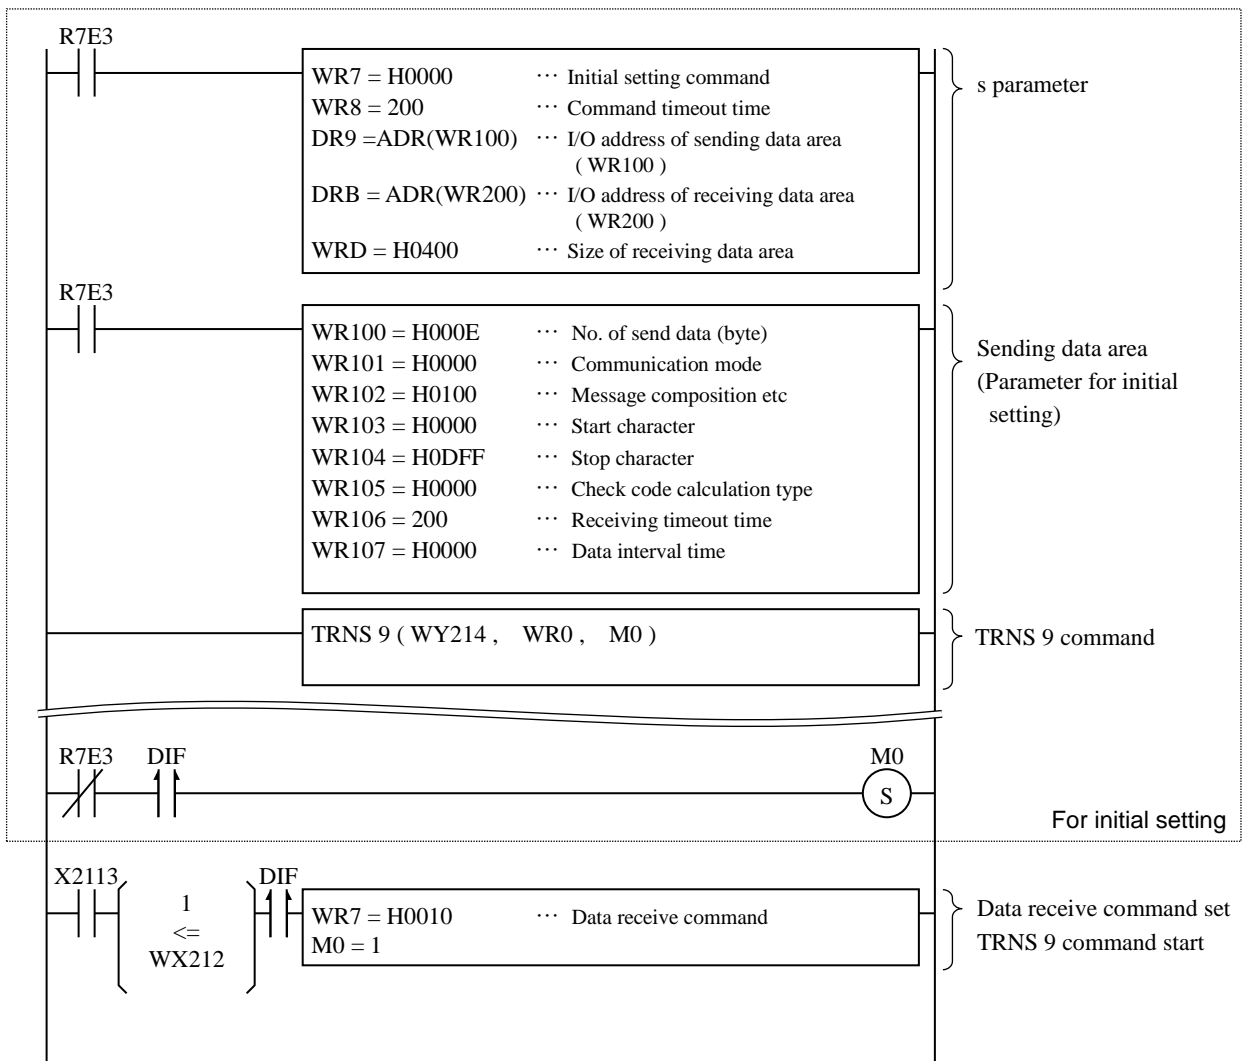 R7E3
WR7 = H0000 ··· Initial setting command
WR8 = 200 ··· Command timeout time
DR9 =ADR(WR100) ··· I/O address of sending data area
( WR100 )
DRB = ADR(WR200) ··· I/O address of receiving data area
( WR200 )
WRD = H0400 ··· Size of receiving data area
s parameter
R7E3
WR100 = H000E ··· No. of send data (byte)
WR101 = H0000 ··· Communication mode
WR102 = H0100 ··· Message composition etc
WR103 = H0000 ··· Start character
WR104 = H0DFF ··· Stop character
WR105 = H0000 ··· Check code calculation type
WR106 = 200 ··· Receiving timeout time
WR107 = H0000 ··· Data interval time
Sending data area
(Parameter for initial
setting)
TRNS 9 ( WY214 , WR0 , M0 )
TRNS 9 command
R7E3 DIF M0
S
For initial setting
X2113 DIF
1
<=
WX212
WR7 = H0010 ··· Data receive command
M0 = 1
Data receive command set
TRNS 9 command start